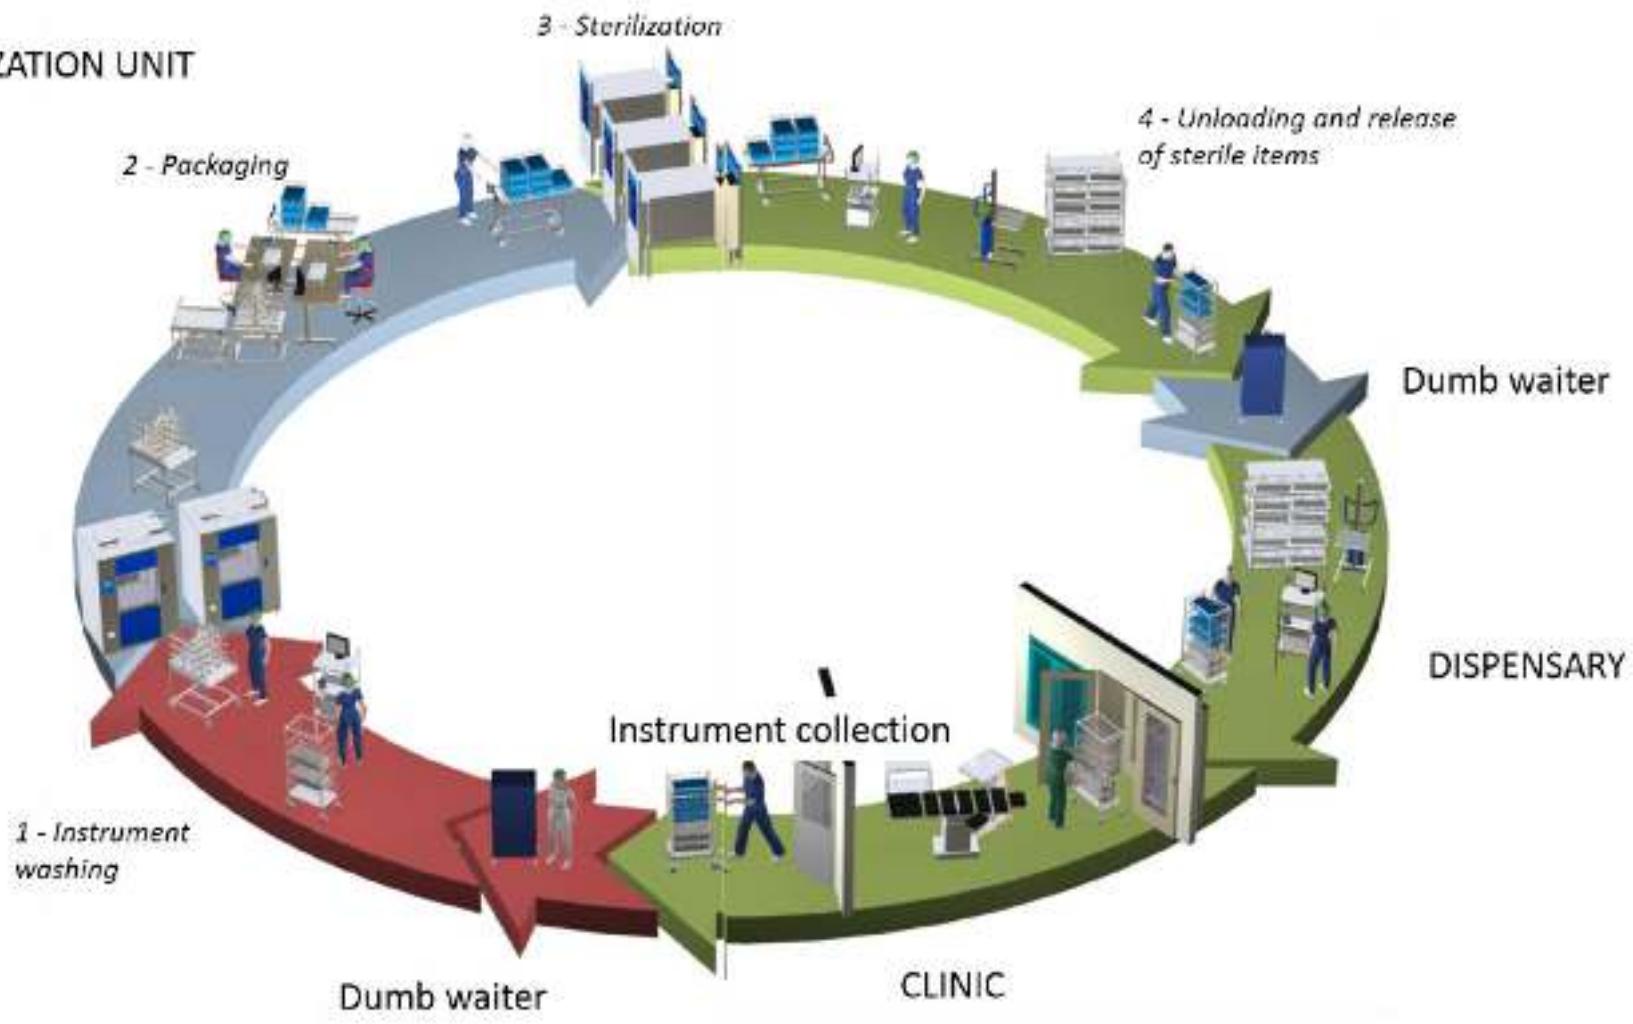 3 - Sterilization
ZATION UNIT
4 - Unloading and release
of sterile items
2 - Packaging
Dumb waiter
DISPENSARY
Instrument collection
1 - Instrument
washing
CLINIC
Dumb waiter